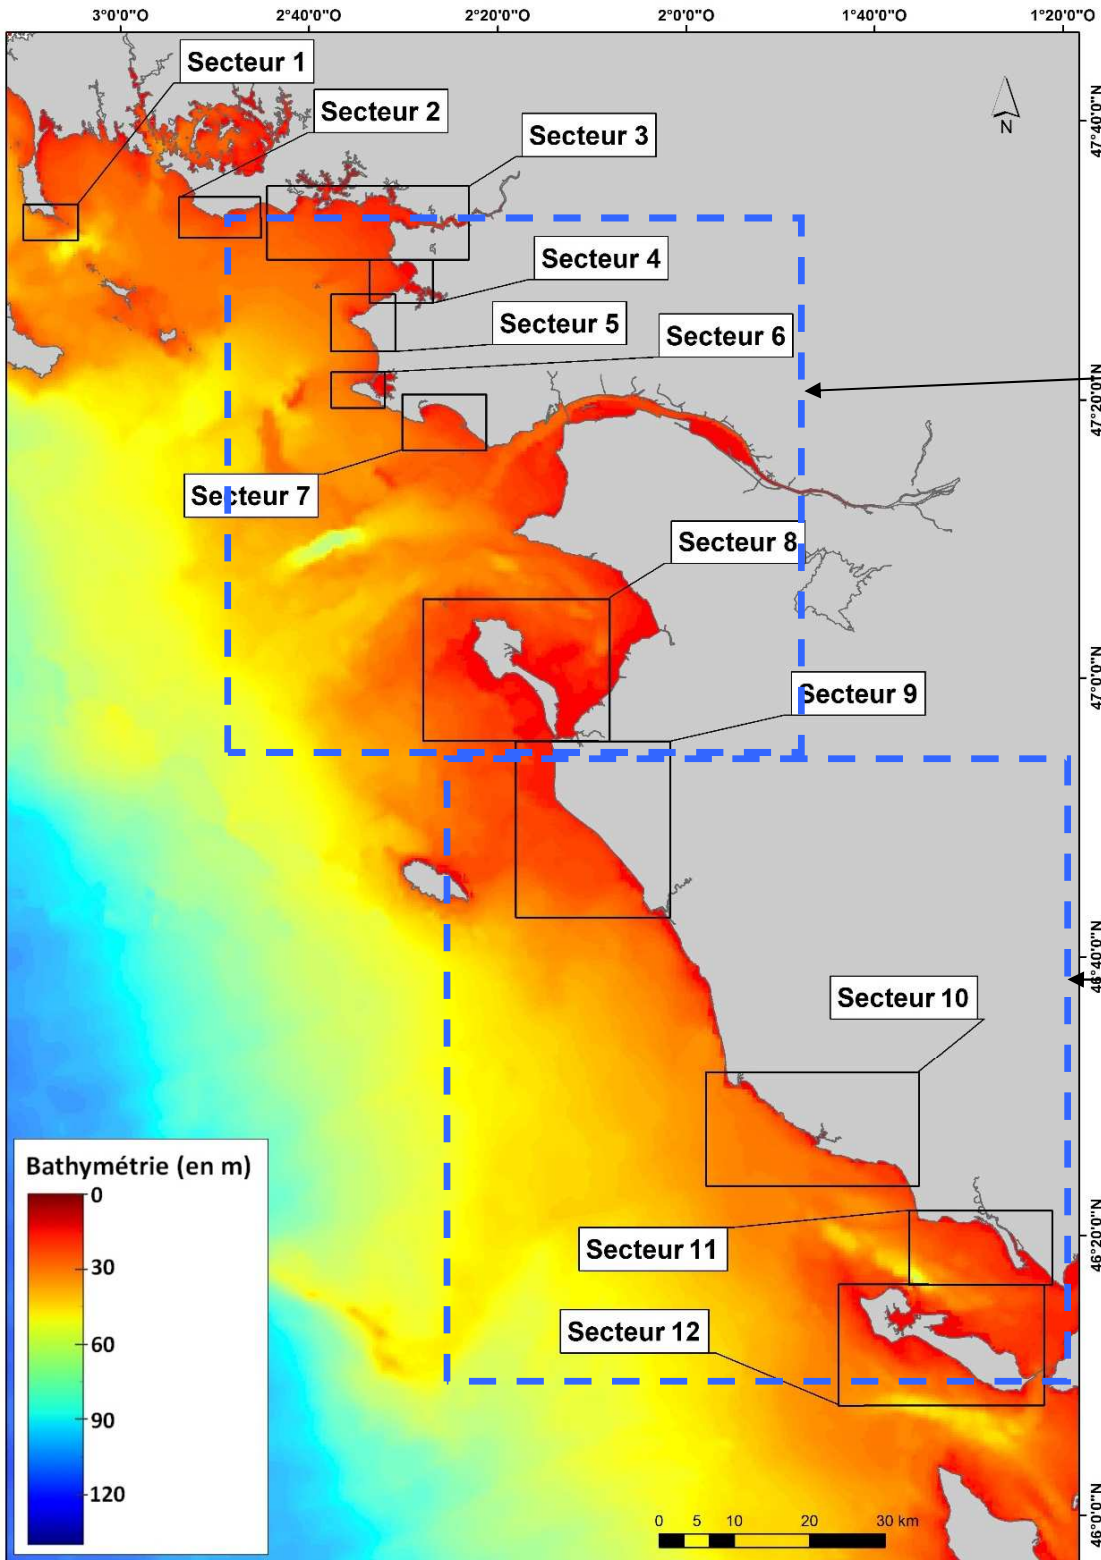 3°0'0"O
2°40'0"O
2°20'0"O
2°0'0"O
1°40'0"O
1°20'0"O
Secteur 1
Secteur 2
Secteur 3
N
47°40'0"N
Secteur 4
Secteur 5
Secteur 6
47°20'0"N
Secteur 7
Secteur 8
47°0'0"N
Secteur 9
46°40'0"N
Secteur 10
Bathymétrie (en m)
0
30
60
90
120
Secteur 11
46°20'0"N
Secteur 12
46°0'0"N
0 5 10 20 30 km